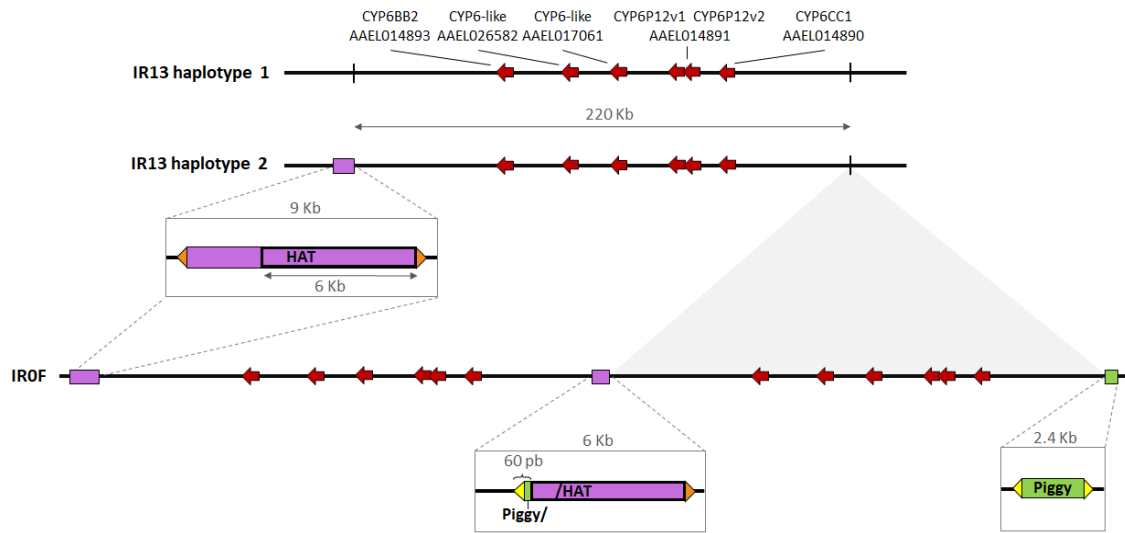 CYP6BB2 CYP6-like CYP6-like CYP6P12v1 CYP6P12v2 CYP6CC1
AAEL014893 AAEL026582 AAEL017061 AAEL014891 AAEL014890
IR13 haplotype 1
220 Kb
IR13 haplotype 2
9 Kb
HAT
6 Kb
IR0F
6 Kb
2.4 Kb
60 pb
/HAT
Piggy
Piggy/